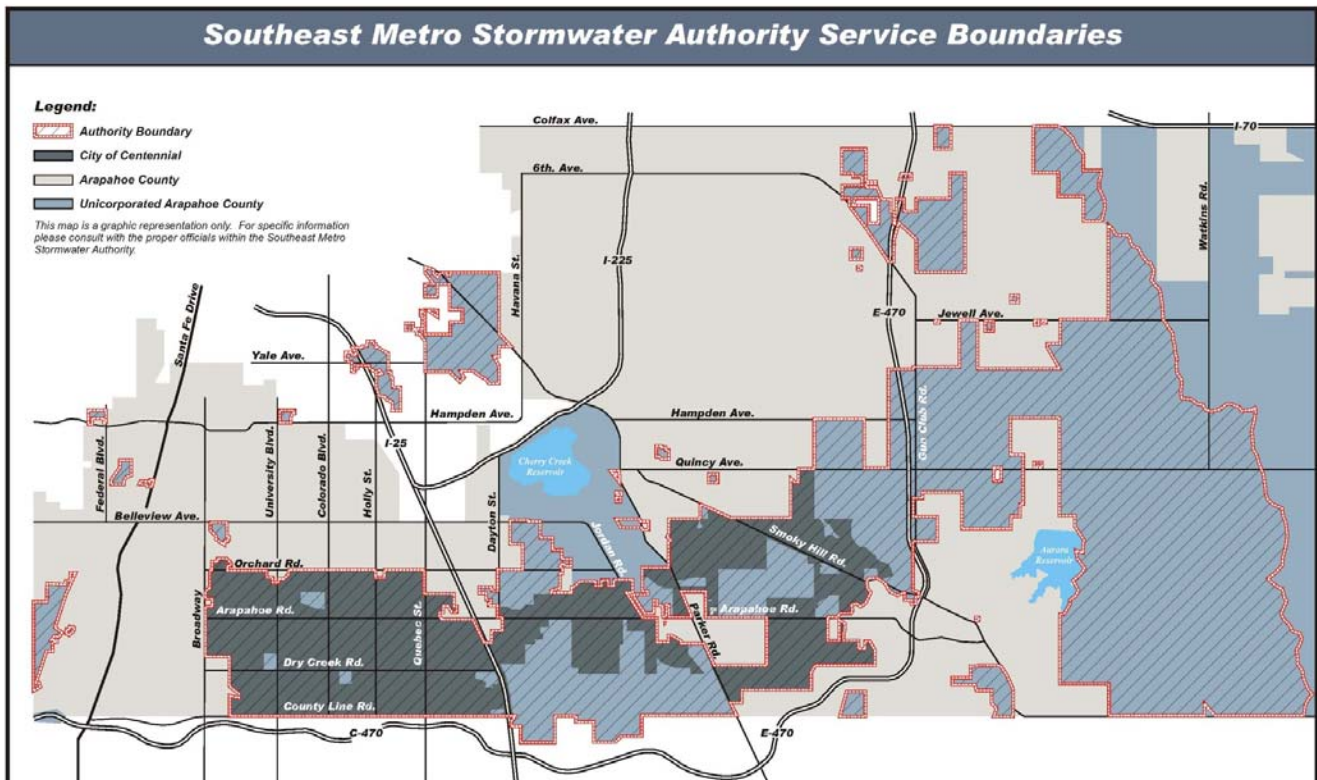 Southeast Metro Stormwater Authority Service Boundaries
Legend:
Authority Boundary
City of Centennial
Arapahoe County
Unicorporated Arapahoe County
This map is a graphic representation only. For specific information
please consult with the proper officials within the Southeast Metro
Stormwater Authority.
Colfax Ave.
I-70
6th. Ave.
Watkins Rd.
Havana St.
I-225
Santa Fe Drive
E-470
Jewell Ave.
Yale Ave.
Hampden Ave.
Hampden Ave.
Gun Club Rd.
I-25
Federal Blvd.
University Blvd.
Colorado Blvd.
Holly St.
Cherry Creek
Reservoir
Quincy Ave.
Dayton St.
Belleview Ave.
Jordan Rd.
Smoky Hill Rd.
Aurora
Reservoir
Orchard Rd.
Arapahoe Rd.
Arapahoe Rd.
Broadway
Quebec St.
Parker Rd.
Dry Creek Rd.
County Line Rd.
C-470
E-470